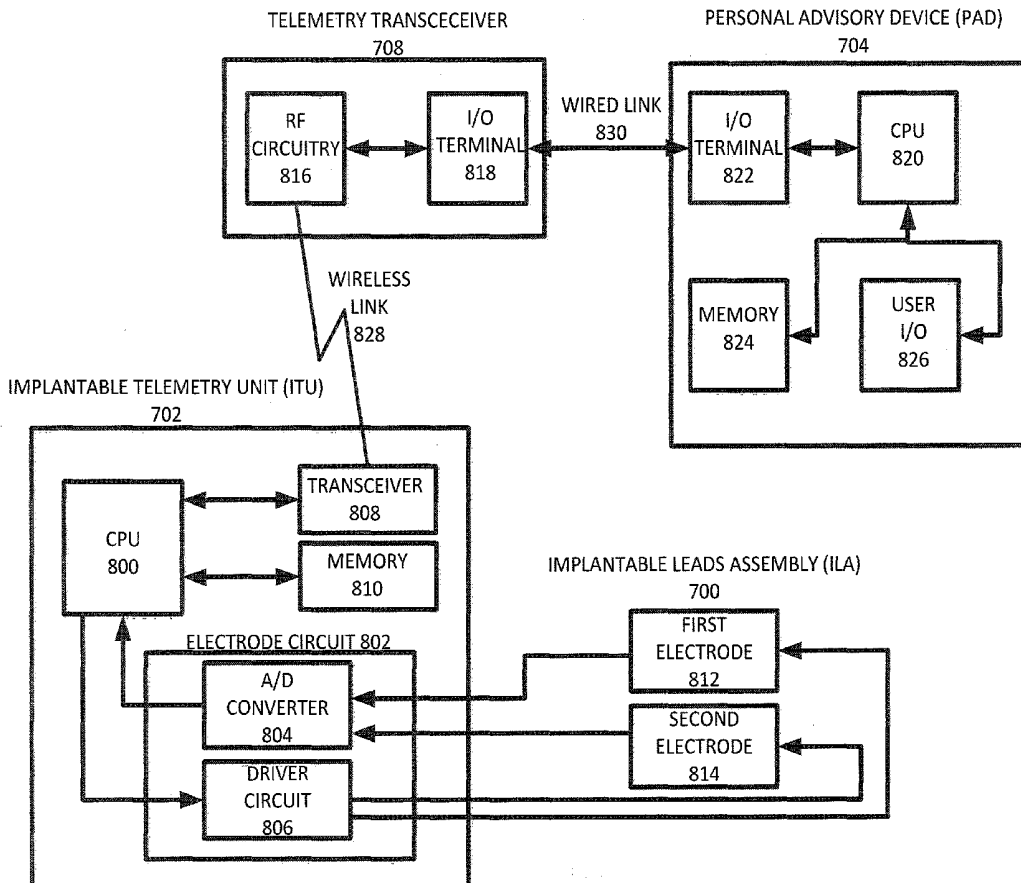 TELEMETRY TRANSCECEIVER
708
RF
CIRCUITRY
816
I/O
TERMINAL
818
WIRED LINK
830
PERSONAL ADVISORY DEVICE (PAD)
704
I/O
TERMINAL
822
CPU
820
MEMORY
824
USER
I/O
826
WIRELESS
LINK
828
IMPLANTABLE TELEMETRY UNIT (ITU)
702
CPU
800
TRANSCEIVER
808
MEMORY
810
ELECTRODE CIRCUIT 802
A/D
CONVERTER
804
DRIVER
CIRCUIT
806
IMPLANTABLE LEADS ASSEMBLY (ILA)
700
FIRST
ELECTRODE
812
SECOND
ELECTRODE
814